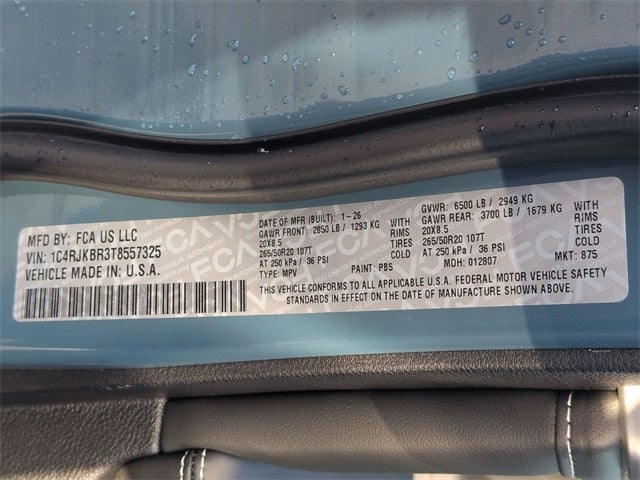 MFD BY: FCA US LLC
VIN: 1C4RJKBR3T8557325
VEHICLE MADE IN: U.S.A.
DATE OF MFR (BUILT): 1-26
GAWR FRONT: 2850 LB / 1293 KG WITH
20X8.5 RIMS
265/50R20 107T TIRES
AT 250 kPa / 36 PSI
TYPE: MPV PAINT: PB5
GVWR: 6500 LB / 2949 KG
GAWR REAR: 3700 LB / 1679 KG WITH
20X8.5 RIMS
265/50R20 107T TIRES
AT 250 kPa / 36 PSI
MDH: 012807 MKT: 875
THIS VEHICLE CONFORMS TO ALL APPLICABLE U.S.A. FEDERAL MOTOR VEHICLE SAFETY
STANDARDS IN EFFECT ON THE DATE OF MANUFACTURE SHOWN ABOVE.